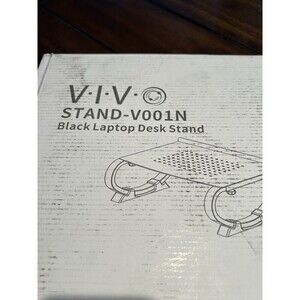 V·I·V·O
STAND-V001N
Black Laptop Desk Stand